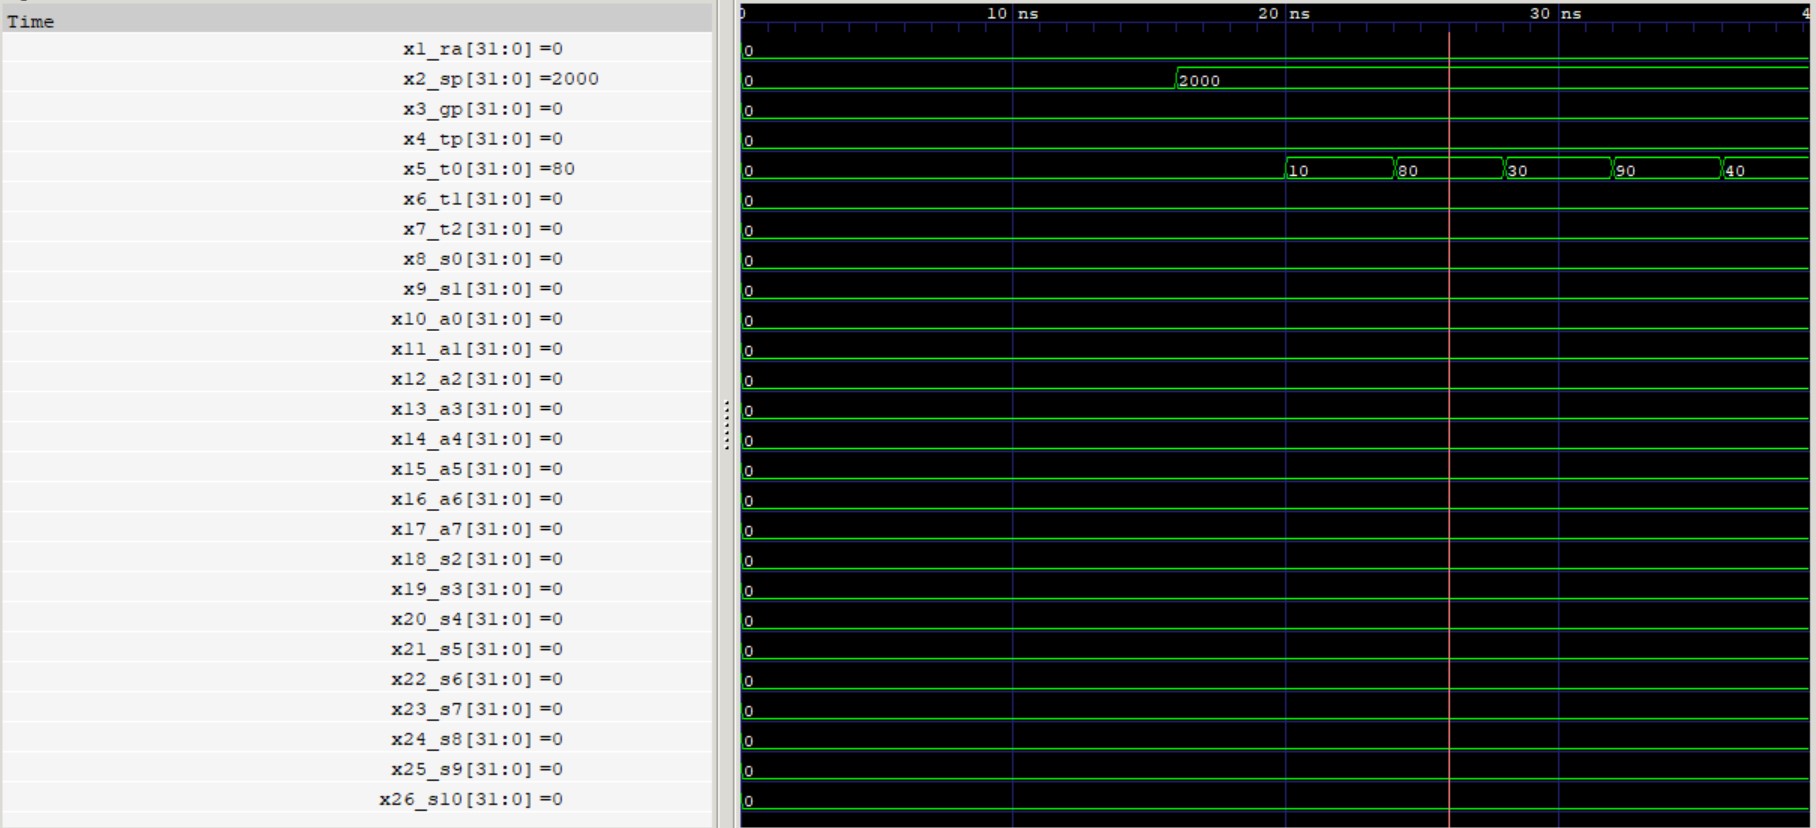 0 10 ns 20 ns 30 ns 4
Time
x1_ra[31:0] =0 0
x2_sp[31:0] =2000 0 2000
x3_gp[31:0] =0 0
x4_tp[31:0] =0 0
x5_t0[31:0] =80 0 10 80 30 90 40
x6_t1[31:0] =0 0
x7_t2[31:0] =0 0
x8_s0[31:0] =0 0
x9_s1[31:0] =0 0
x10_a0[31:0] =0 0
x11_a1[31:0] =0 0
x12_a2[31:0] =0 0
x13_a3[31:0] =0 0
x14_a4[31:0] =0 0
x15_a5[31:0] =0 0
x16_a6[31:0] =0 0
x17_a7[31:0] =0 0
x18_s2[31:0] =0 0
x19_s3[31:0] =0 0
x20_s4[31:0] =0 0
x21_s5[31:0] =0 0
x22_s6[31:0] =0 0
x23_s7[31:0] =0 0
x24_s8[31:0] =0 0
x25_s9[31:0] =0 0
x26_s10[31:0] =0 0